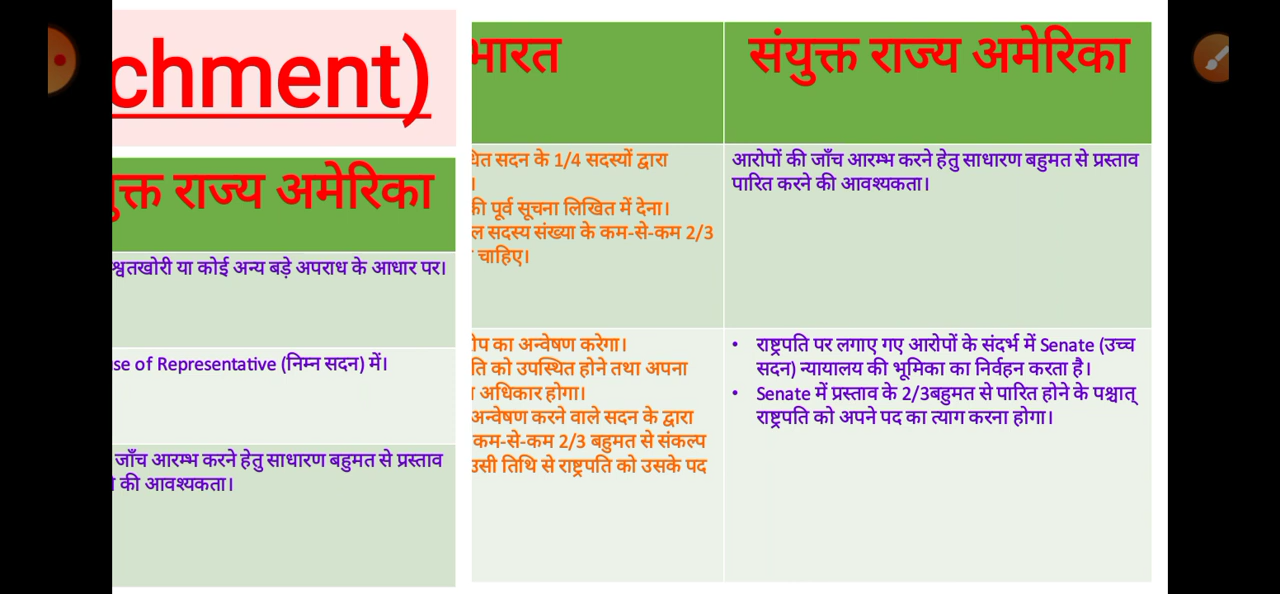 chment)
राज्य अमेरिका
या कोई अन्य बड़े अपराध के आधार पर।
of Representative (निम्न सदन) में।
जाँच आरम्भ करने हेतु साधारण बहुमत से प्रस्ताव
की आवश्यकता।
भारत
संयुक्त राज्य अमेरिका
सदन के 1/4 सदस्यों द्वारा
की पूर्व सूचना लिखित में देना।
सदस्य संख्या के कम-से-कम 2/3
चाहिए।
आरोपों की जाँच आरम्भ करने हेतु साधारण बहुमत से प्रस्ताव
पारित करने की आवश्यकता।
का अन्वेषण करेगा।
को उपस्थित होने तथा अपना
अधिकार होगा।
अन्वेषण करने वाले सदन के द्वारा
कम-से-कम 2/3 बहुमत से संकल्प
उसी तिथि से राष्ट्रपति को उसके पद
• राष्ट्रपति पर लगाए गए आरोपों के संदर्भ में Senate (उच्च
सदन) न्यायालय की भूमिका का निर्वहन करता है।
• Senate में प्रस्ताव के 2/3बहुमत से पारित होने के पश्चात्
राष्ट्रपति को अपने पद का त्याग करना होगा।